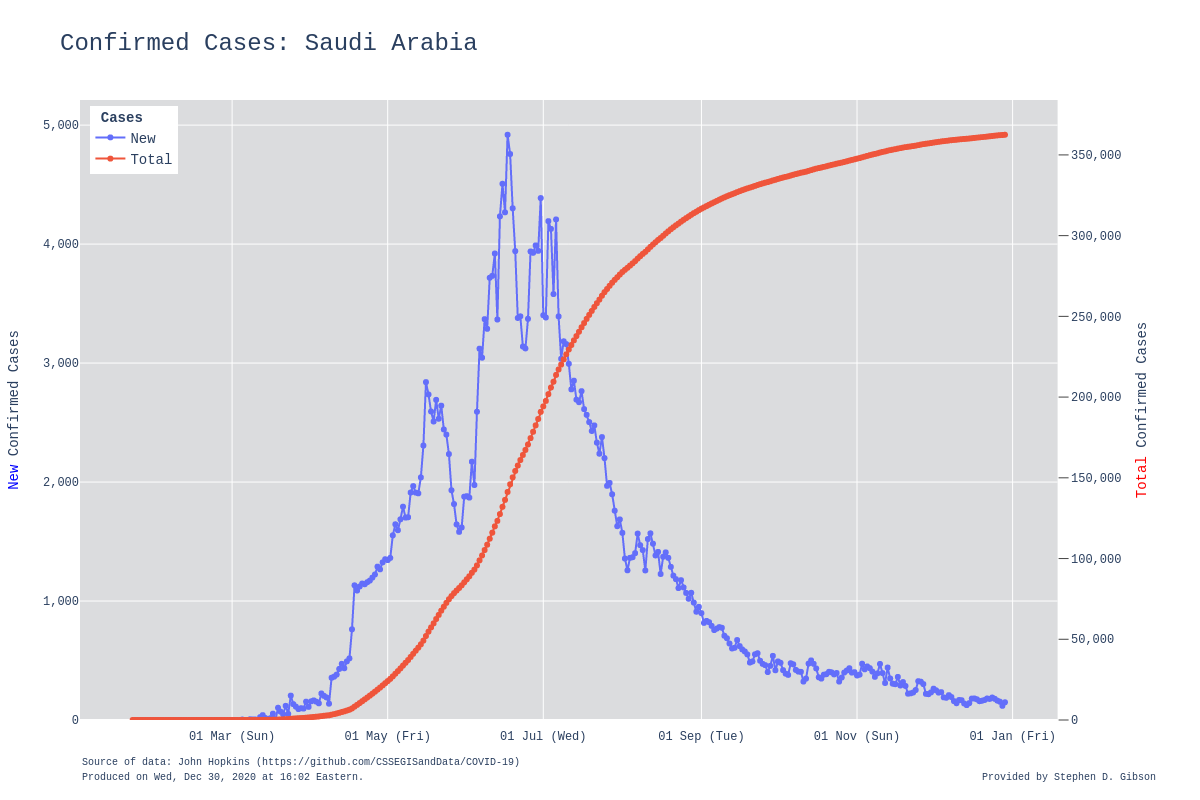 Confirmed Cases: Saudi Arabia
Cases
New
Total
5,000
4,000
3,000
2,000
1,000
0
New Confirmed Cases
350,000
300,000
250,000
200,000
150,000
100,000
50,000
0
Total Confirmed Cases
01 Mar (Sun) 01 May (Fri) 01 Jul (Wed) 01 Sep (Tue) 01 Nov (Sun) 01 Jan (Fri)
Source of data: John Hopkins (https://github.com/CSSEGISandData/COVID-19)
Produced on Wed, Dec 30, 2020 at 16:02 Eastern.
Provided by Stephen D. Gibson